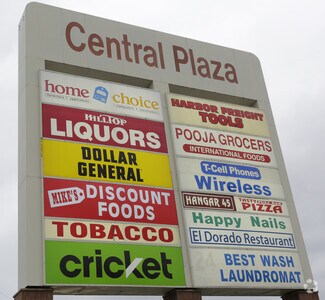 Central Plaza
home choice
HILLTOP
LIQUORS
DOLLAR
GENERAL
MIKE'S DISCOUNT
FOODS
TOBACCO
cricket
HARBOR FREIGHT
TOOLS
POOJA GROCERS
INTERNATIONAL FOODS
T-Cell Phones
Wireless
HANGAR 45
PIZZA
Happy Nails
El Dorado Restaurant
24
BEST WASH
LAUNDROMAT